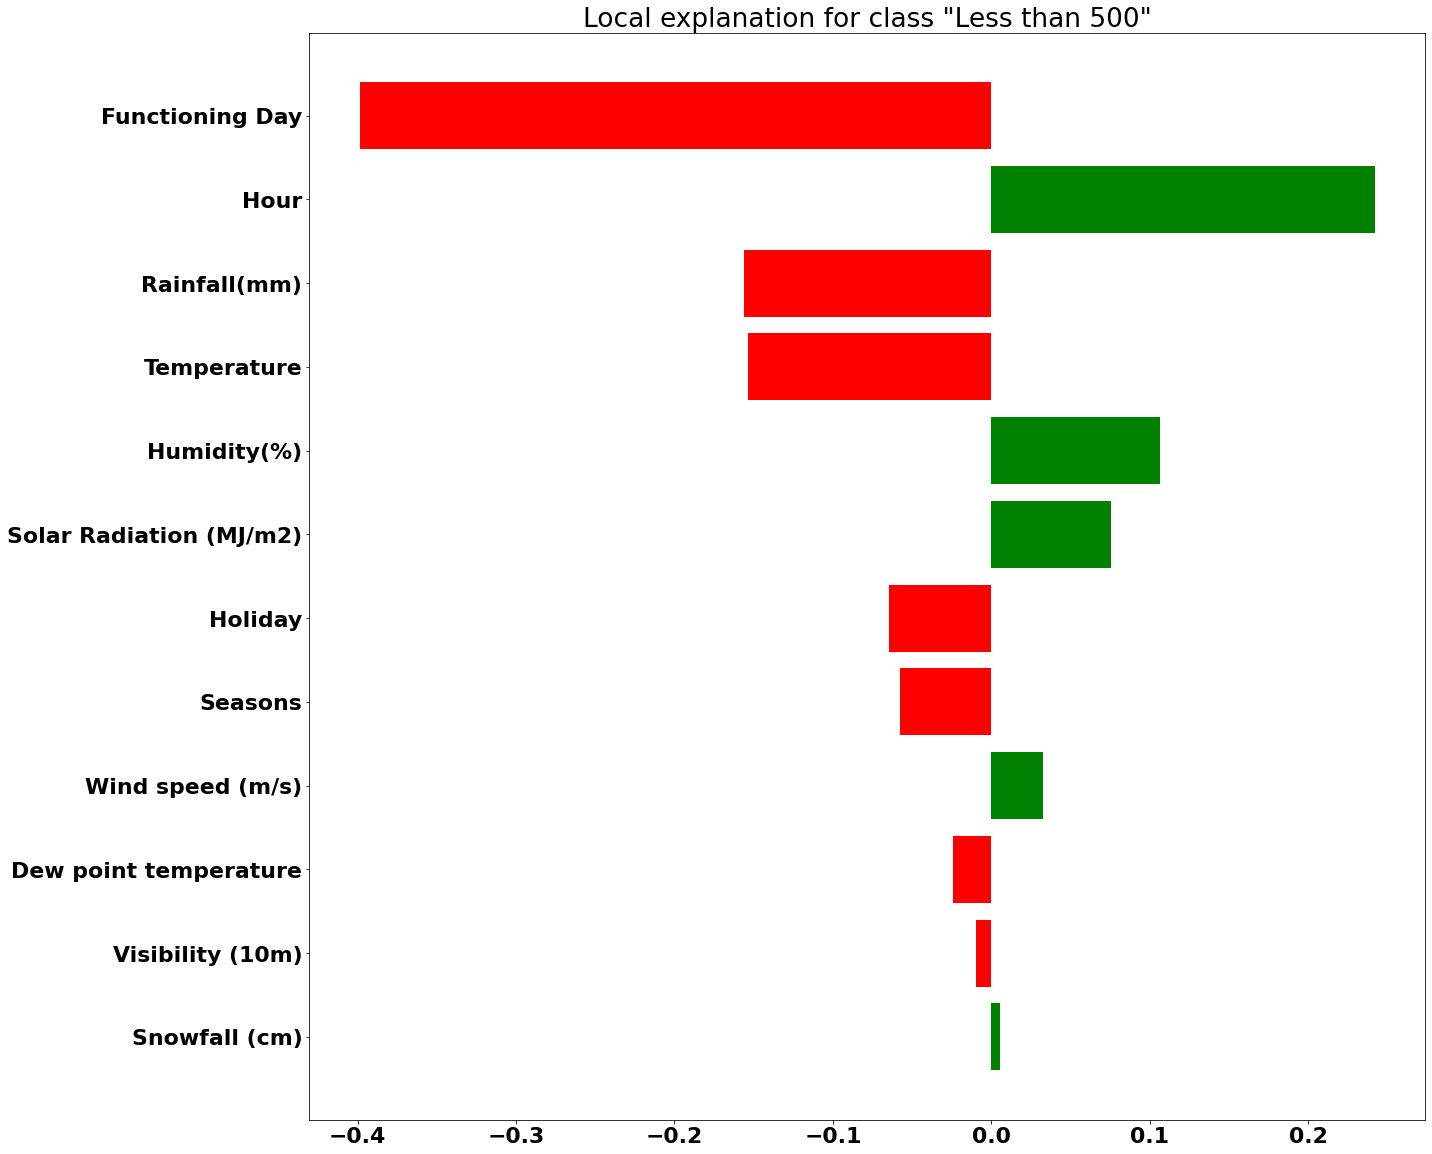 Local explanation for class "Less than 500"
Functioning Day
Hour
Rainfall(mm)
Temperature
Humidity(%)
Solar Radiation (MJ/m2)
Holiday
Seasons
Wind speed (m/s)
Dew point temperature
Visibility (10m)
Snowfall (cm)
−0.4 −0.3 −0.2 −0.1 0.0 0.1 0.2